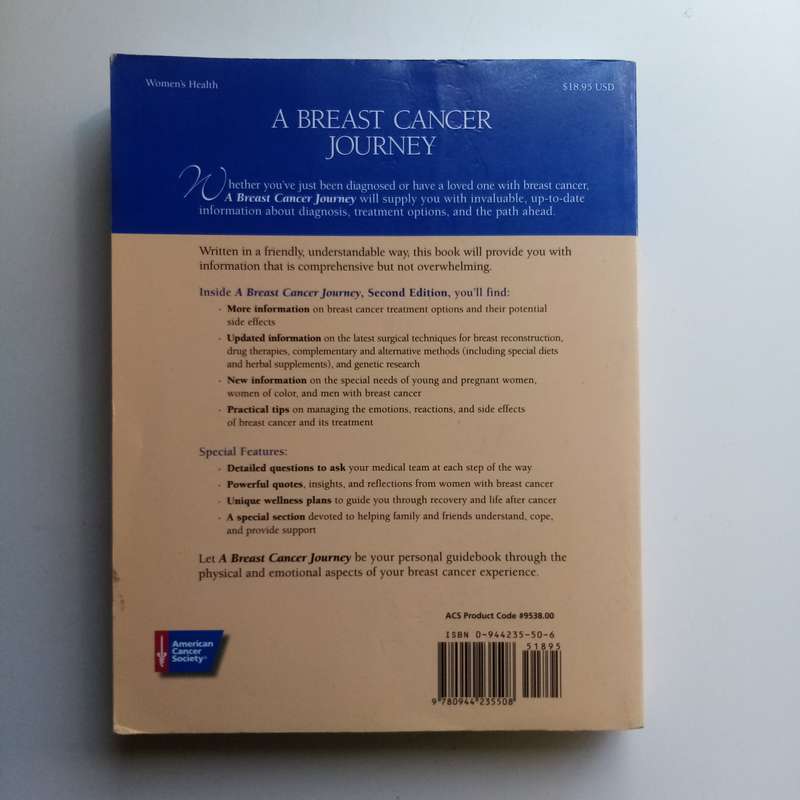 Women's Health
$18.95 USD
A BREAST CANCER
JOURNEY
Whether you've just been diagnosed or have a loved one with breast cancer,
A Breast Cancer Journey will supply you with invaluable, up-to-date
information about diagnosis, treatment options, and the path ahead.
Written in a friendly, understandable way, this book will provide you with
information that is comprehensive but not overwhelming.
Inside A Breast Cancer Journey, Second Edition, you'll find:
· More information on breast cancer treatment options and their potential
side effects
· Updated information on the latest surgical techniques for breast reconstruction,
drug therapies, complementary and alternative methods (including special diets
and herbal supplements), and genetic research
· New information on the special needs of young and pregnant women,
women of color, and men with breast cancer
· Practical tips on managing the emotions, reactions, and side effects
of breast cancer and its treatment
Special Features:
· Detailed questions to ask your medical team at each step of the way
· Powerful quotes, insights, and reflections from women with breast cancer
· Unique wellness plans to guide you through recovery and life after cancer
· A special section devoted to helping family and friends understand, cope,
and provide support
Let A Breast Cancer Journey be your personal guidebook through the
physical and emotional aspects of your breast cancer experience.
ACS Product Code #9538.00
ISBN 0-944235-50-6
51895
9 780944 235508
American
Cancer
Society®